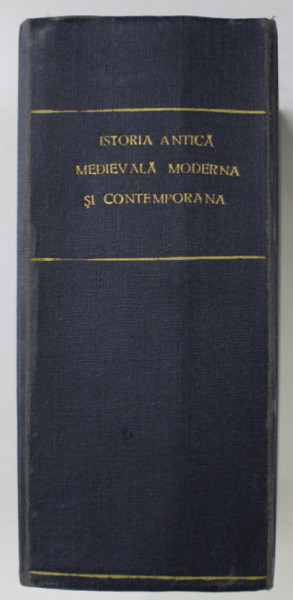 ISTORIA ANTICĂ
MEDIEVALĂ MODERNA
ŞI CONTEMPORANA